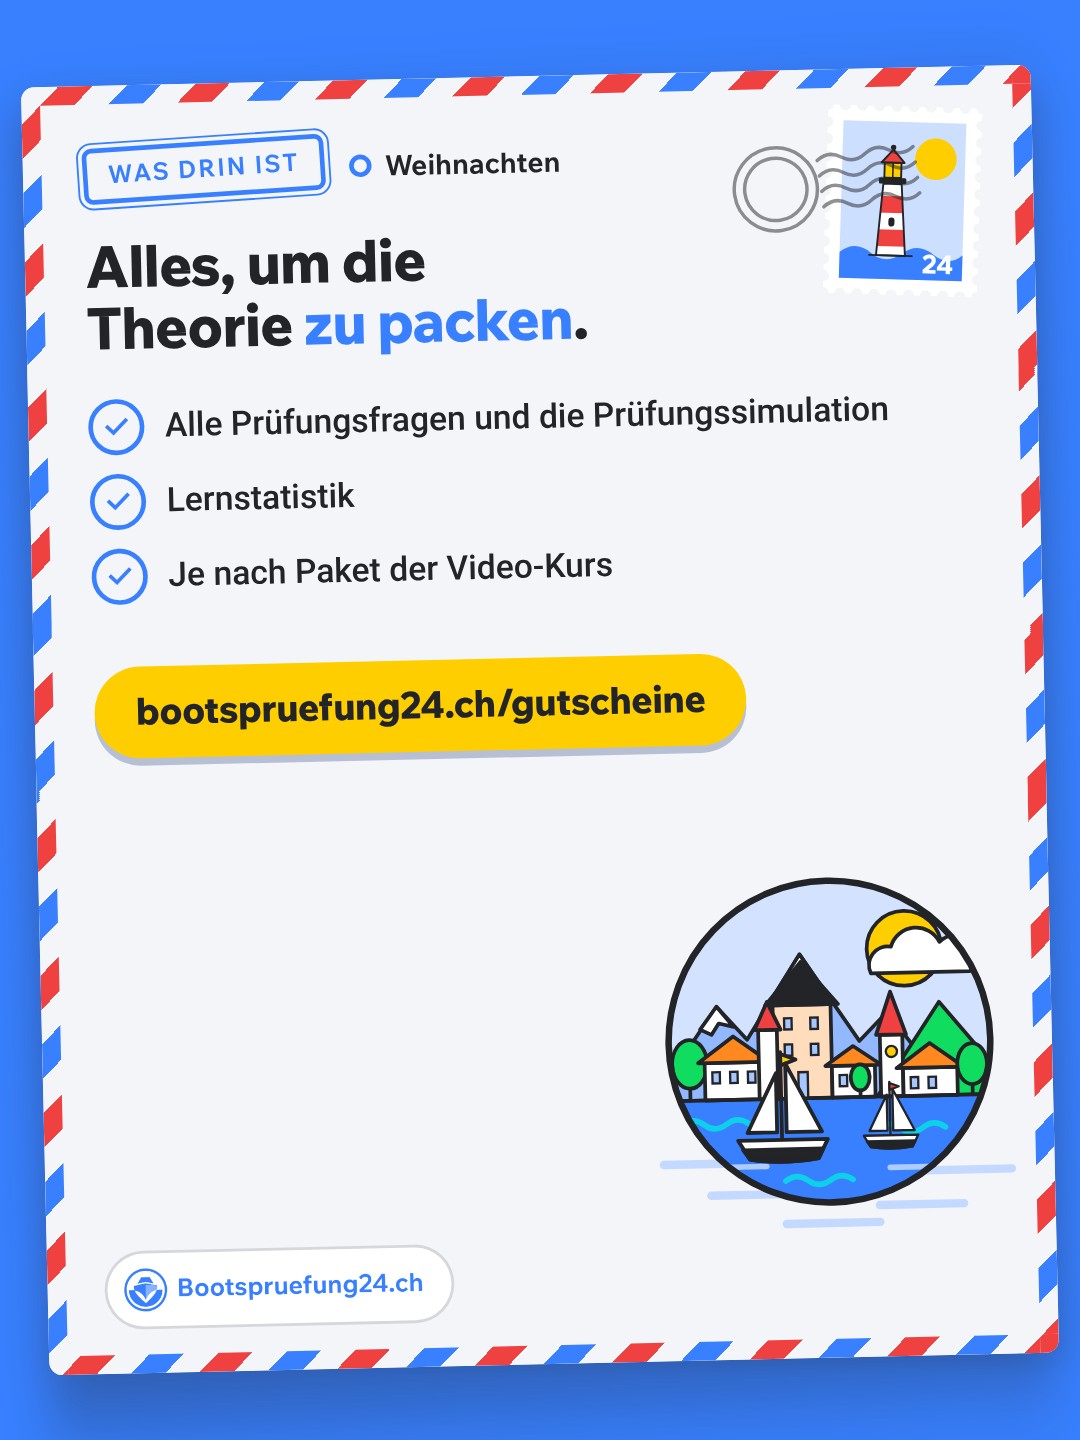 WAS DRIN IST
Weihnachten
24
Alles, um die
Theorie zu packen.
Alle Prüfungsfragen und die Prüfungssimulation
Lernstatistik
Je nach Paket der Video-Kurs
bootspruefung24.ch/gutscheine
Bootspruefung24.ch